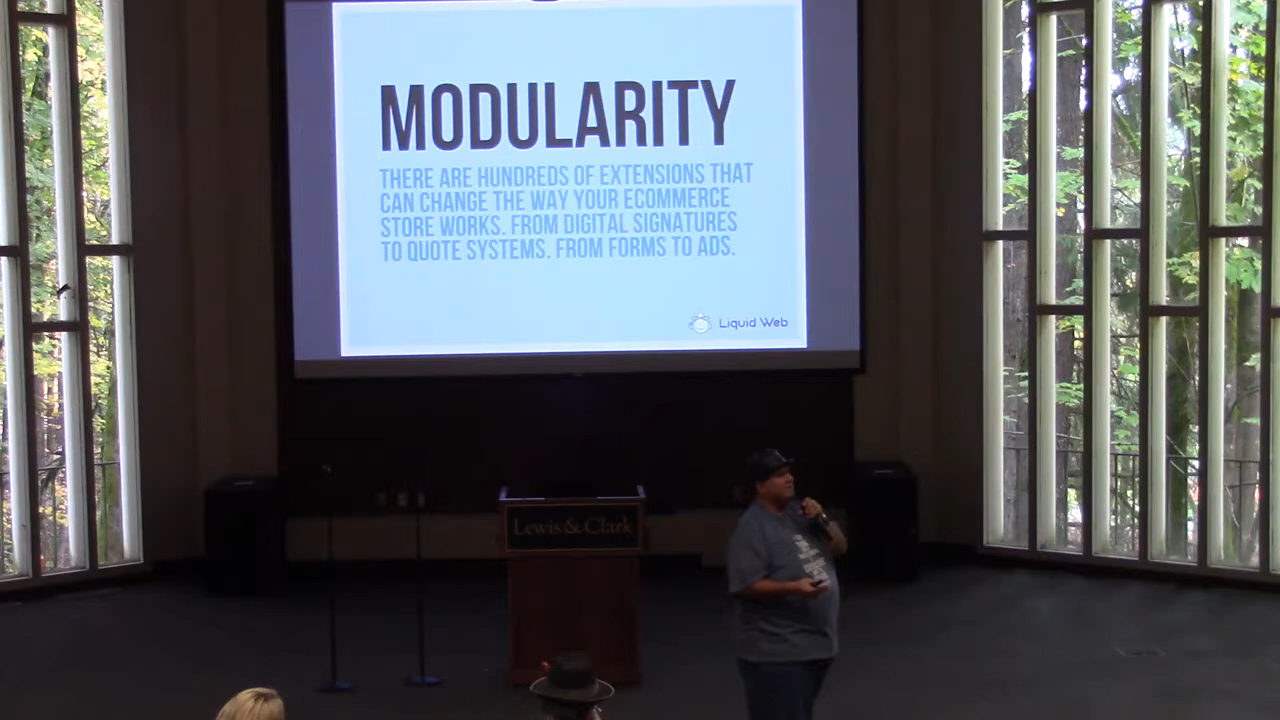 MODULARITY
THERE ARE HUNDREDS OF EXTENSIONS THAT
CAN CHANGE THE WAY YOUR ECOMMERCE
STORE WORKS. FROM DIGITAL SIGNATURES
TO QUOTE SYSTEMS. FROM FORMS TO ADS.
Liquid Web
Lewis & Clark